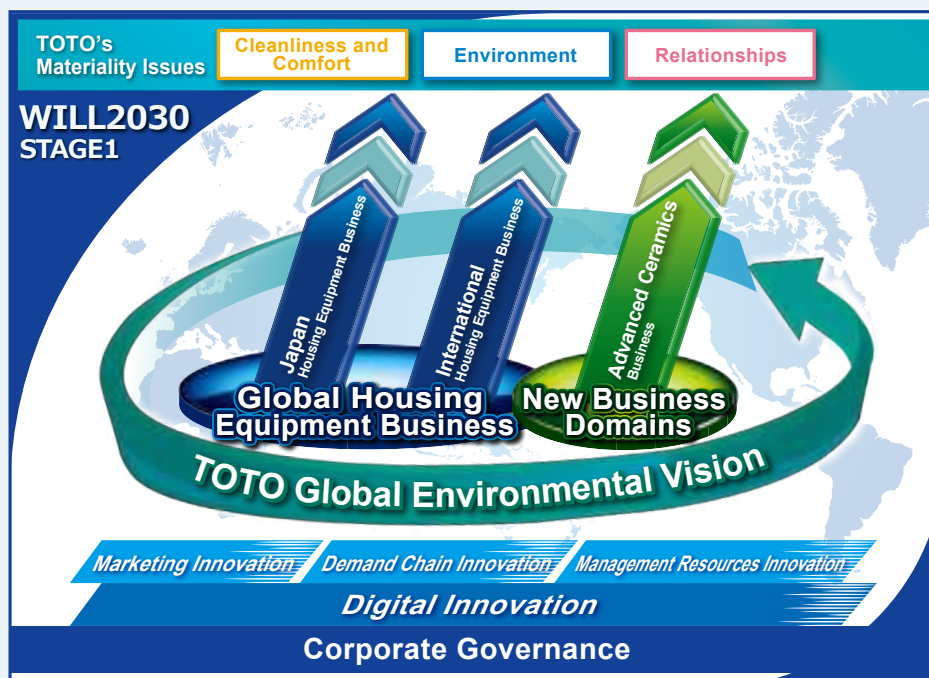 TOTO's
Materiality Issues
Cleanliness and
Comfort
Environment
Relationships
WILL2030
STAGE1
Japan
Housing Equipment Business
International
Housing Equipment Business
Advanced Ceramics
Business
Global Housing
Equipment Business
New Business
Domains
TOTO Global Environmental Vision
Marketing Innovation
Demand Chain Innovation
Management Resources Innovation
Digital Innovation
Corporate Governance